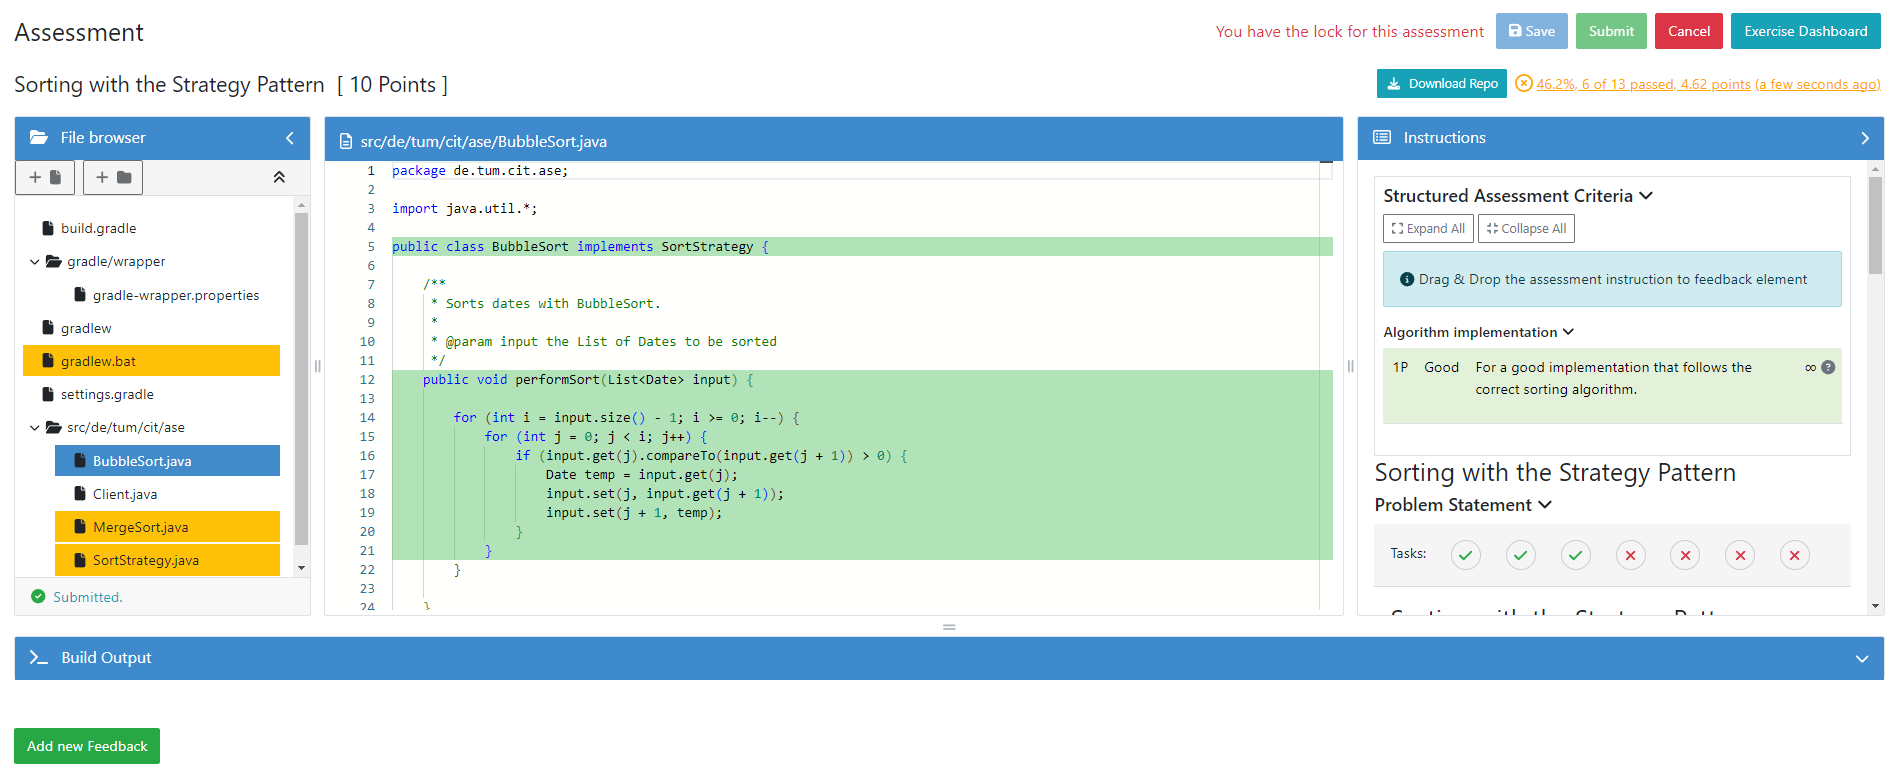 Assessment
You have the lock for this assessment
Save
Submit
Cancel
Exercise Dashboard
Sorting with the Strategy Pattern [ 10 Points ]
Download Repo
46.2%, 6 of 13 passed, 4.62 points (a few seconds ago)
File browser
build.gradle
gradle/wrapper
gradle-wrapper.properties
gradlew
gradlew.bat
settings.gradle
src/de/tum/cit/ase
BubbleSort.java
Client.java
MergeSort.java
SortStrategy.java
Submitted.
src/de/tum/cit/ase/BubbleSort.java
1 package de.tum.cit.ase;
2
3 import java.util.*;
4
5 public class BubbleSort implements SortStrategy {
6
7 /**
8 * Sorts dates with BubbleSort.
9 *
10 * @param input the List of Dates to be sorted
11 */
12 public void performSort(List<Date> input) {
13
14 for (int i = input.size() - 1; i >= 0; i--) {
15 for (int j = 0; j < i; j++) {
16 if (input.get(j).compareTo(input.get(j + 1)) > 0) {
17 Date temp = input.get(j);
18 input.set(j, input.get(j + 1));
19 input.set(j + 1, temp);
20 }
21 }
22 }
23
24 }
Instructions
Structured Assessment Criteria
Expand All
Collapse All
Drag & Drop the assessment instruction to feedback element
Algorithm implementation
1P Good For a good implementation that follows the ∞ ?
correct sorting algorithm.
Sorting with the Strategy Pattern
Problem Statement
Tasks:
Build Output
Add new Feedback